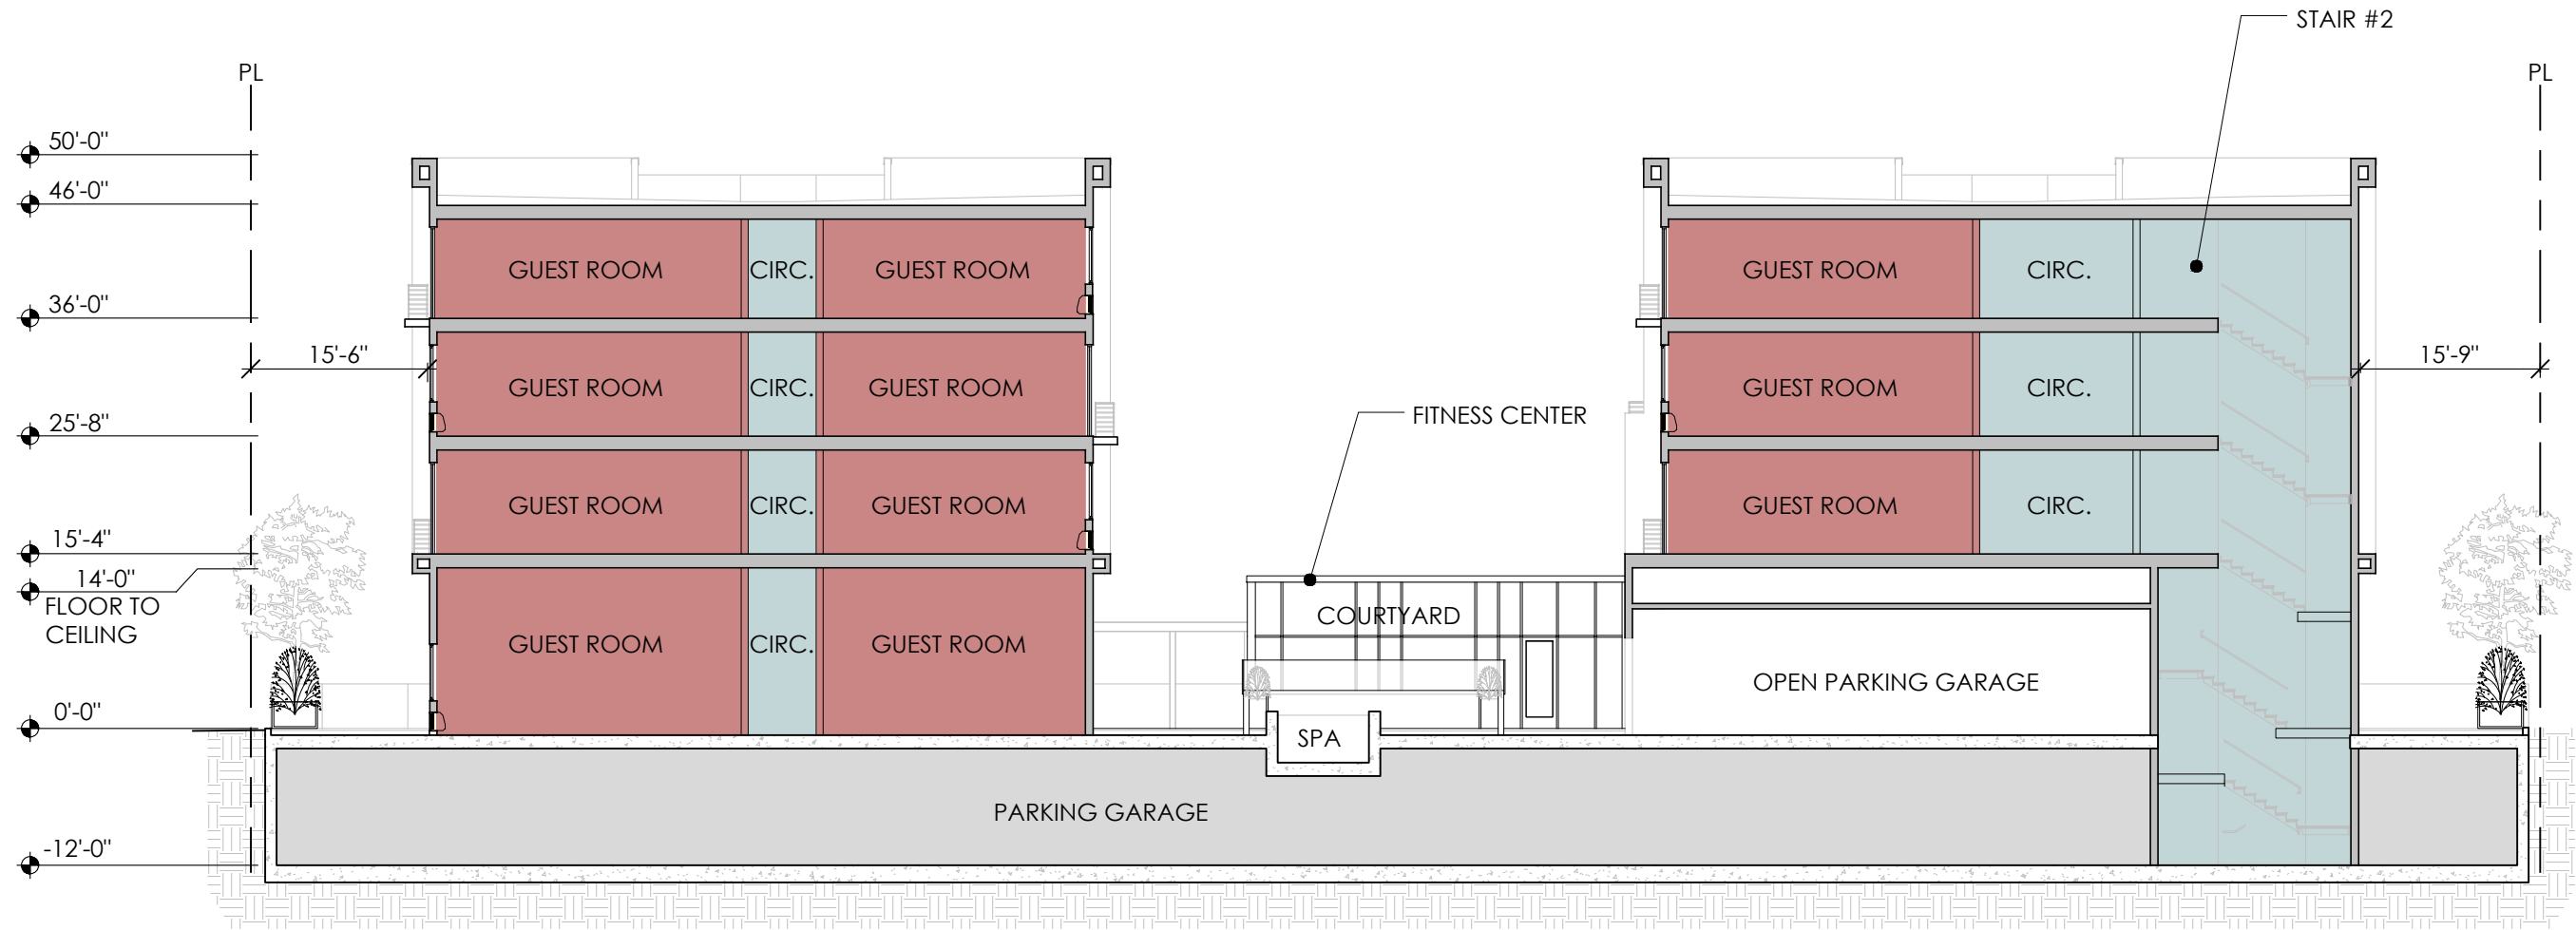 STAIR #2
PL
PL
50'-0"
46'-0"
GUEST ROOM
CIRC.
GUEST ROOM
GUEST ROOM
CIRC.
36'-0"
15'-6"
15'-9"
GUEST ROOM
CIRC.
GUEST ROOM
GUEST ROOM
CIRC.
25'-8"
FITNESS CENTER
GUEST ROOM
CIRC.
GUEST ROOM
GUEST ROOM
CIRC.
15'-4"
14'-0"
FLOOR TO
CEILING
COURTYARD
GUEST ROOM
CIRC.
GUEST ROOM
OPEN PARKING GARAGE
0'-0"
SPA
PARKING GARAGE
-12'-0"